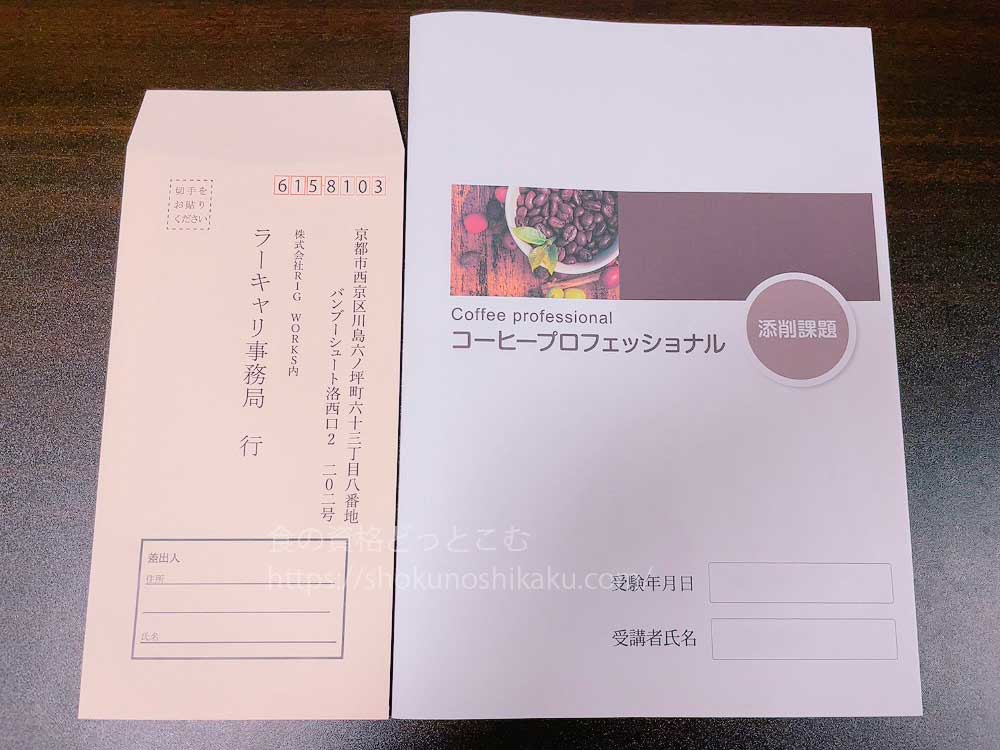 切手を
お貼り
ください
6158103
京都市西京区川島六ノ坪町六十三丁目八番地
バンブーシュート洛西口2 二〇二号
株式会社RIG WORKS内
ラーキャリ事務局 行
差出人
住所
氏名
Coffee professional
コーヒープロフェッショナル
添削課題
受験年月日
受講者氏名
食の資格どっとこむ
https://shokunoshikaku.com/